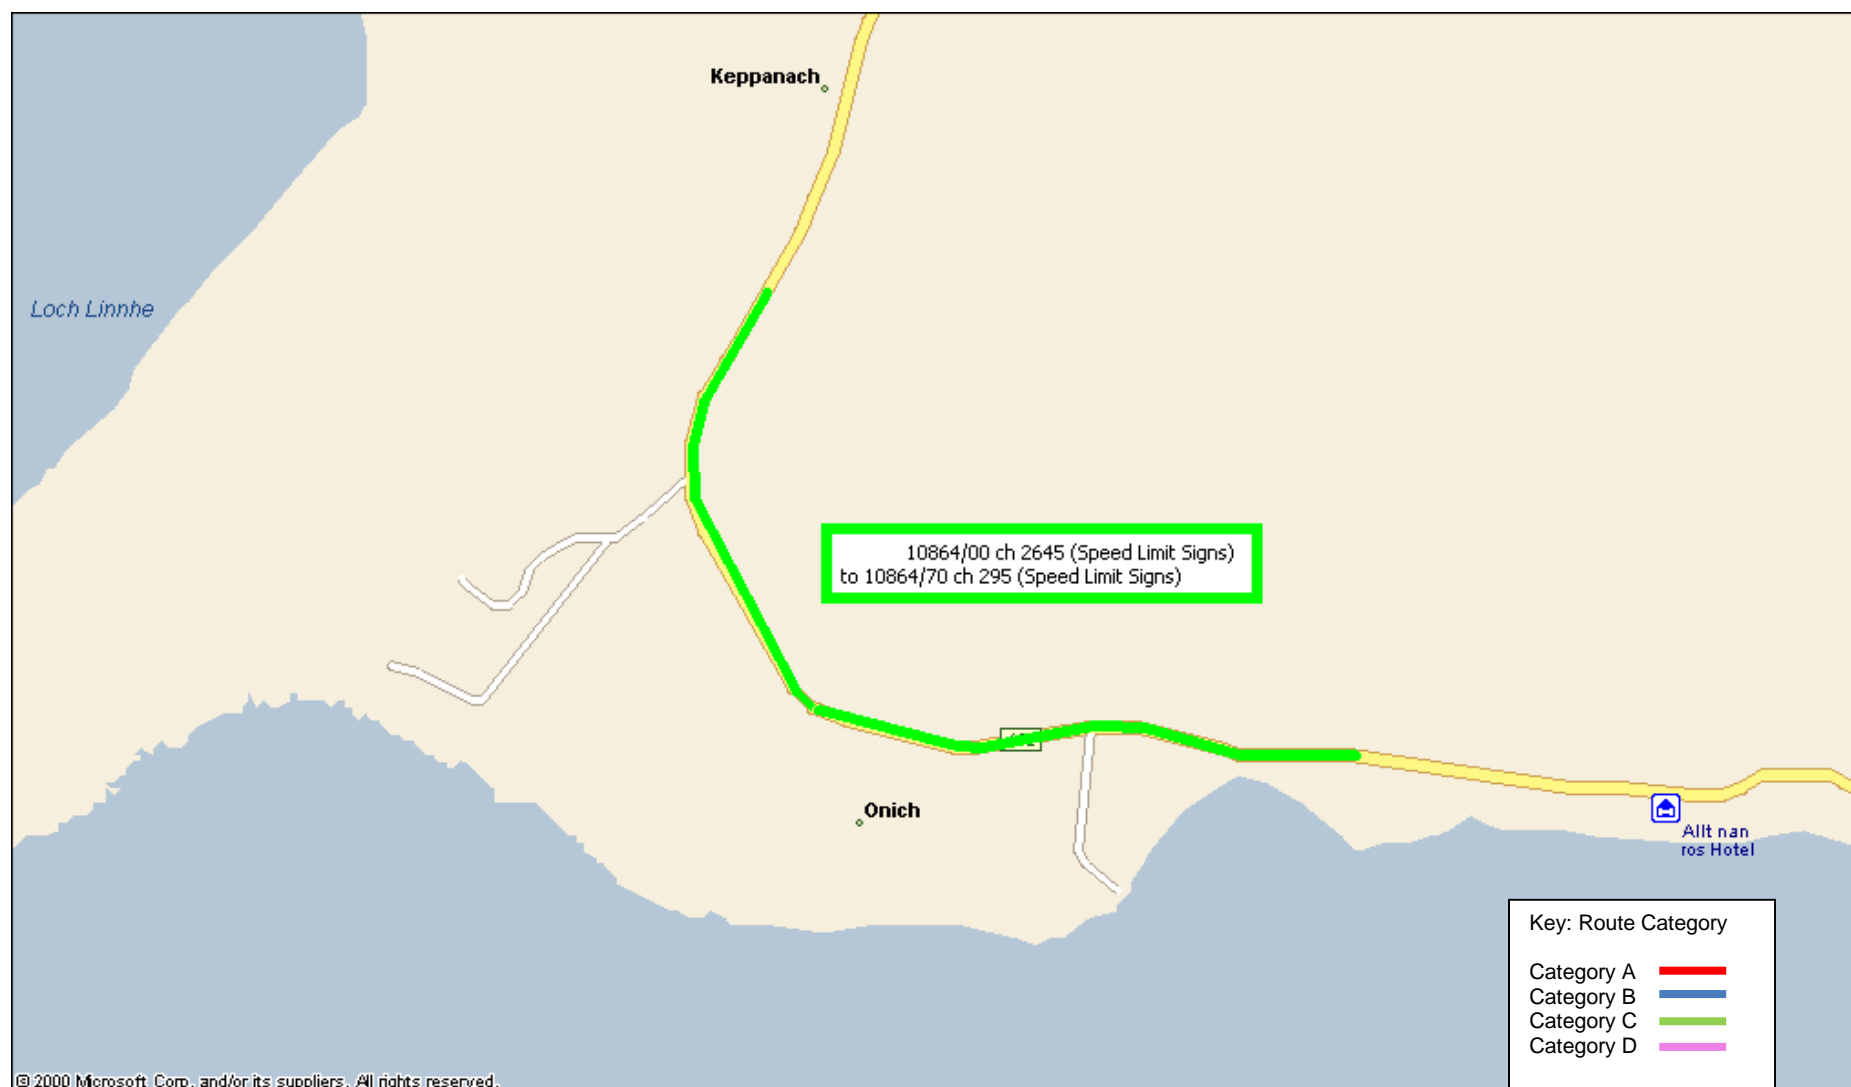 Keppanach
Loch Linnhe
10864/00 ch 2645 (Speed Limit Signs)
to 10864/70 ch 295 (Speed Limit Signs)
Onich
Allt nan
ros Hotel
Key: Route Category
Category A
Category B
Category C
Category D
© 2000 Microsoft Corp. and/or its suppliers. All rights reserved.